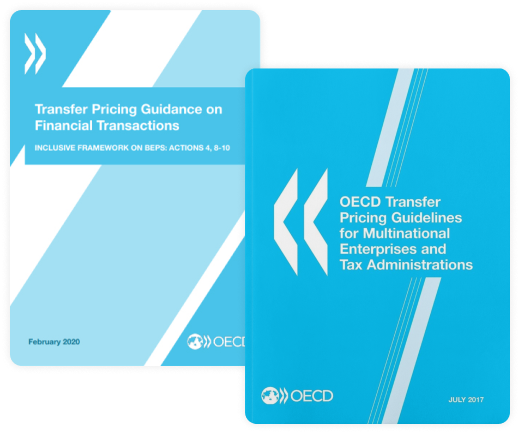 Transfer Pricing Guidance on
Financial Transactions
INCLUSIVE FRAMEWORK ON BEPS: ACTIONS 4, 8-10
February 2020
OECD
OECD Transfer
Pricing Guidelines
for Multinational
Enterprises and
Tax Administrations
OECD
JULY 2017